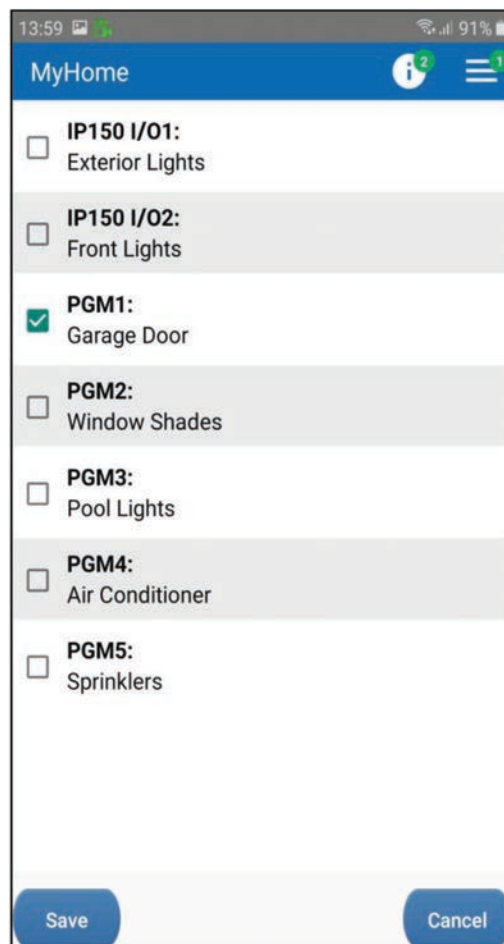 13:59 91%
MyHome
i 2 1
IP150 I/O1:
Exterior Lights
IP150 I/O2:
Front Lights
PGM1:
Garage Door
PGM2:
Window Shades
PGM3:
Pool Lights
PGM4:
Air Conditioner
PGM5:
Sprinklers
Save Cancel